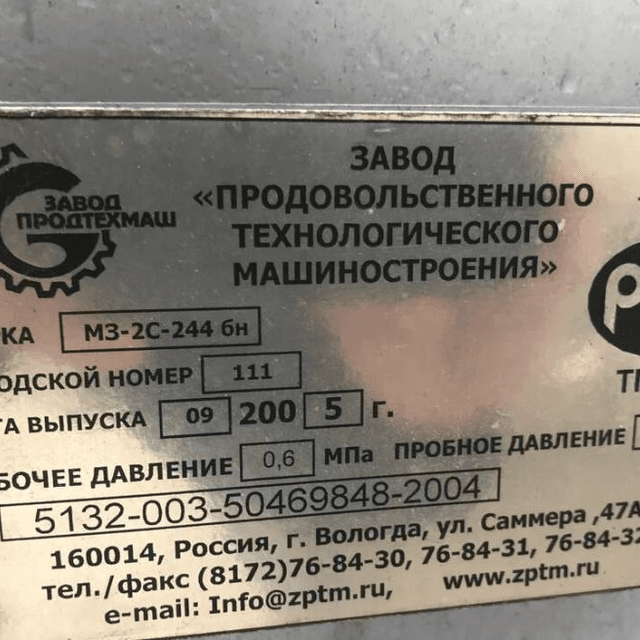 ЗАВОД
ПРОДТЕХМАШ
ЗАВОД
«ПРОДОВОЛЬСТВЕННОГО
ТЕХНОЛОГИЧЕСКОГО
МАШИНОСТРОЕНИЯ»
РКА МЗ-2С-244 бн
ОДСКОЙ НОМЕР 111
ТА ВЫПУСКА 09 200 5 г.
БОЧЕЕ ДАВЛЕНИЕ 0,6 МПа ПРОБНОЕ ДАВЛЕНИЕ
5132-003-50469848-2004
160014, Россия, г. Вологда, ул. Саммера ,47А
тел./факс (8172)76-84-30, 76-84-31, 76-84-32
e-mail: Info@zptm.ru, www.zptm.ru